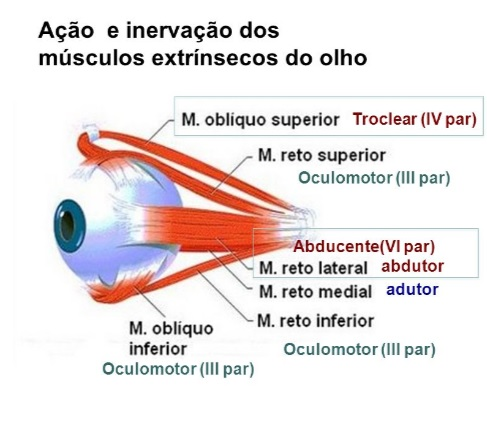 Ação e inervação dos
músculos extrínsecos do olho
M. oblíquo superior Troclear (IV par)
M. reto superior
Oculomotor (III par)
Abducente(VI par)
M. reto lateral abdutor
M. reto medial adutor
M. reto inferior
M. oblíquo
inferior
Oculomotor (III par)
Oculomotor (III par)